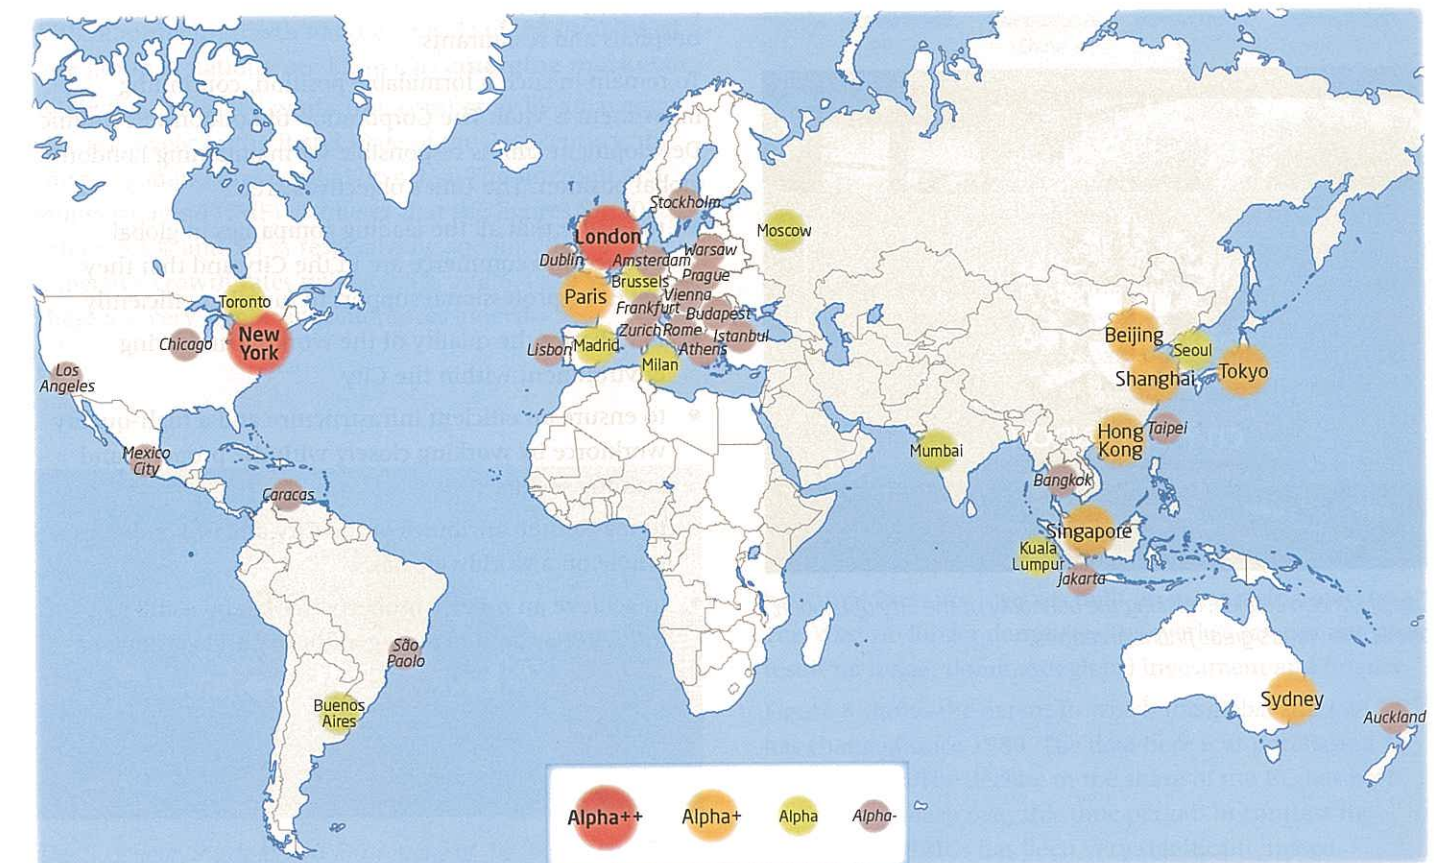 Stockholm
Moscow
London
Dublin
Amsterdam
Warsaw
Brussels
Prague
Paris
Vienna
Frankfurt
Budapest
Zurich
Rome
Istanbul
Lisbon
Madrid
Athens
Milan
Toronto
New
York
Chicago
Los
Angeles
Mexico
City
Caracas
São
Paolo
Buenos
Aires
Beijing
Seoul
Shanghai
Tokyo
Hong
Kong
Taipei
Mumbai
Bangkok
Singapore
Kuala
Lumpur
Jakarta
Sydney
Auckland
Alpha++ Alpha+ Alpha Alpha-